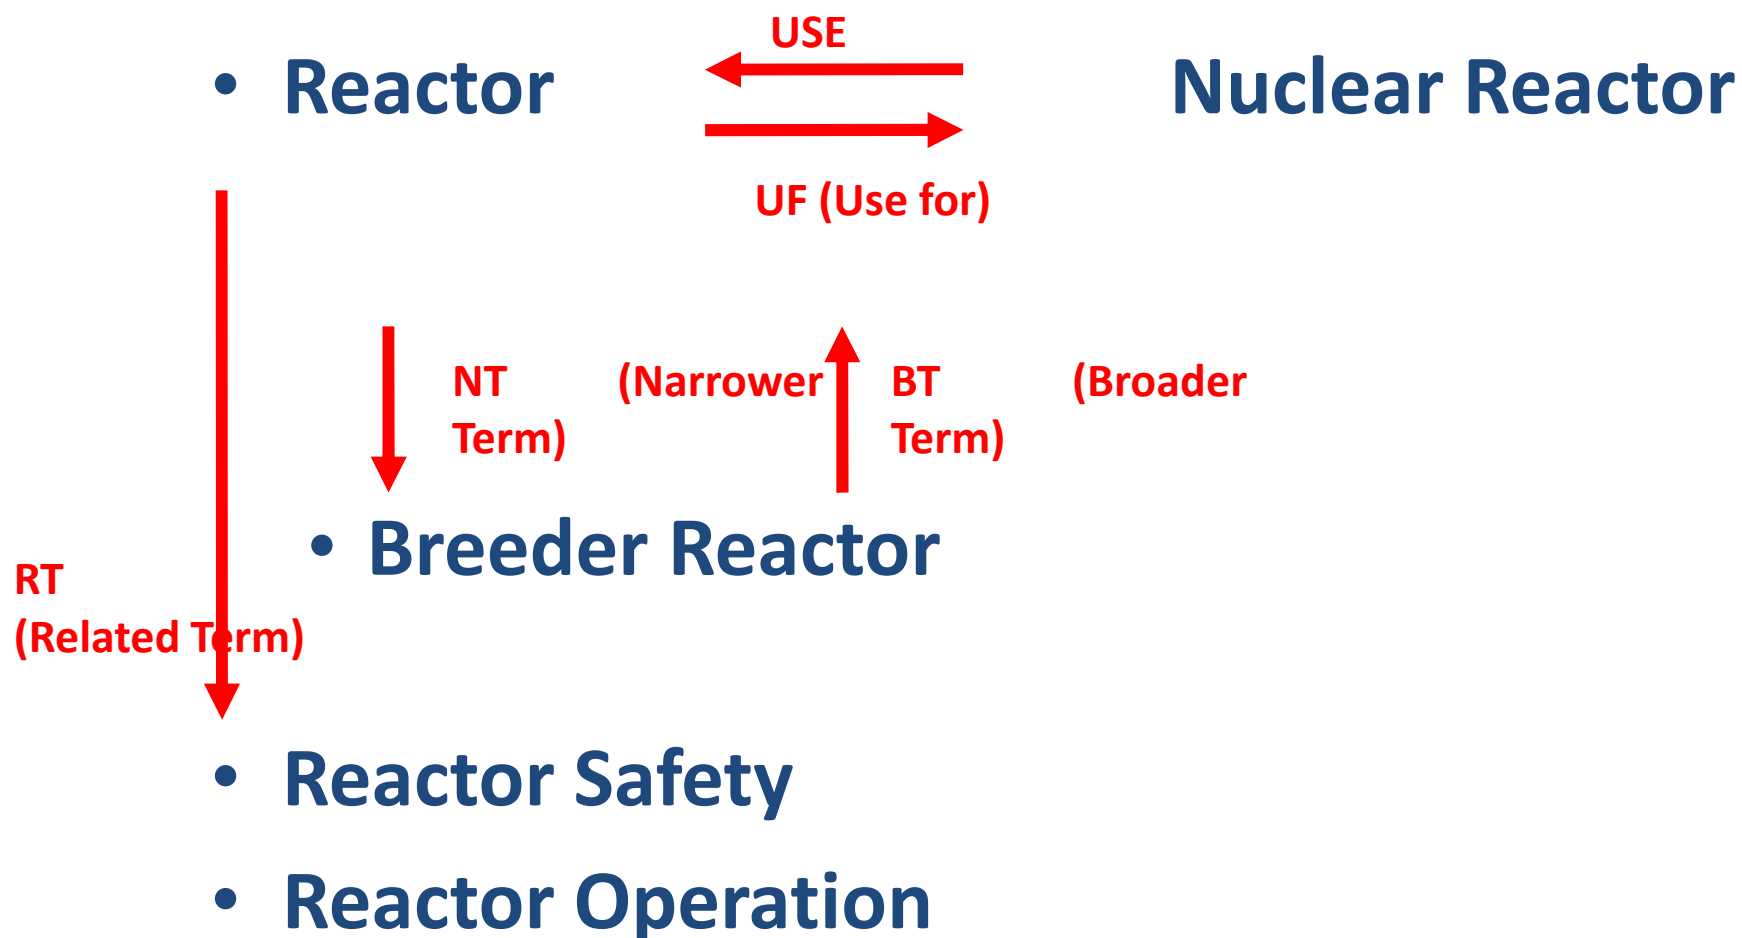 USE
• Reactor Nuclear Reactor
UF (Use for)
NT (Narrower
Term)
BT (Broader
Term)
• Breeder Reactor
RT
(Related Term)
• Reactor Safety
• Reactor Operation